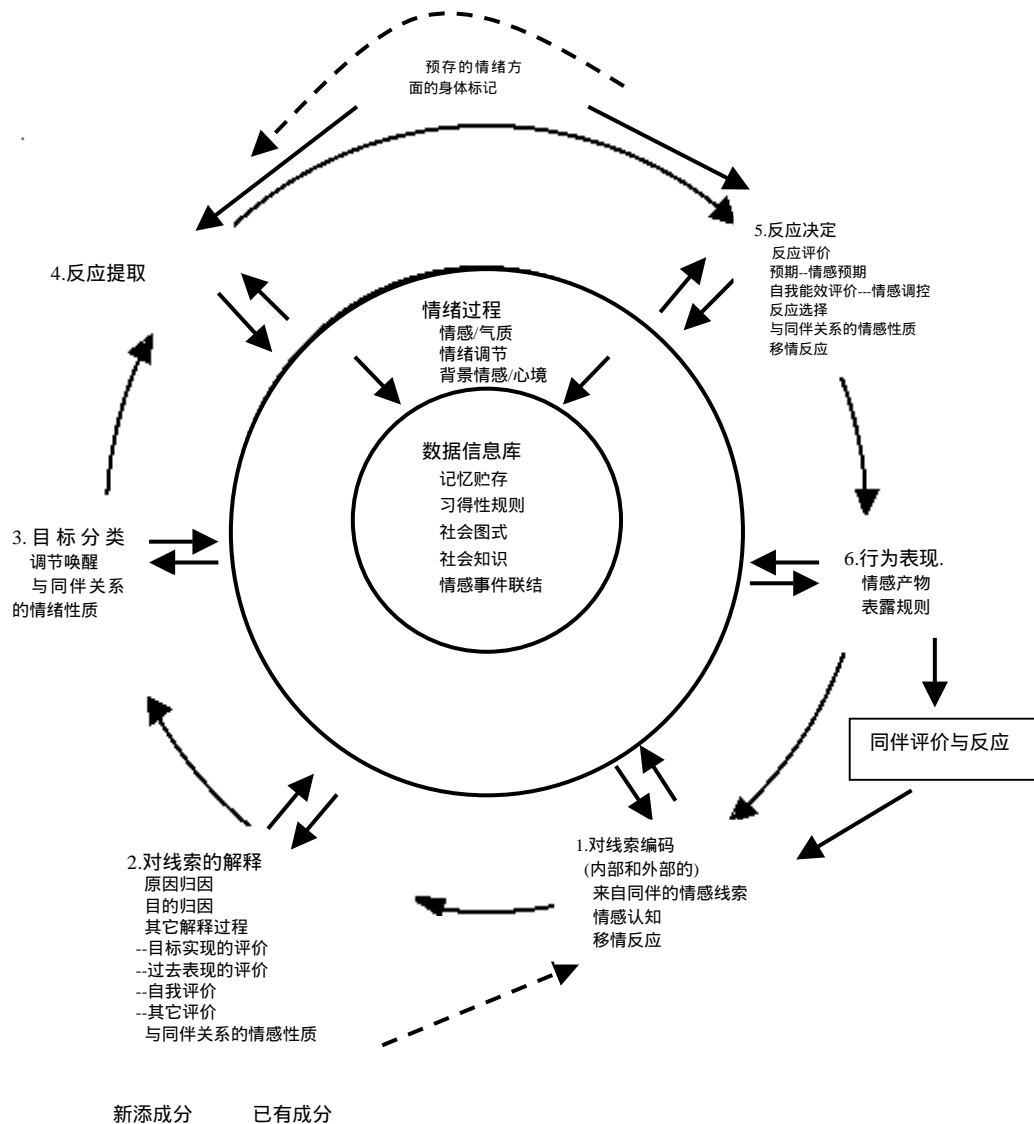 预存的情绪方
面的身体标记
4.反应提取
5.反应决定
反应评价
预期--情感预期
自我能效评价---情感调控
反应选择
与同伴关系的情感性质
移情反应
情绪过程
情感/气质
情绪调节
背景情感/心境
数据信息库
记忆贮存
习得性规则
社会图式
社会知识
情感事件联结
3. 目 标 分 类
调节唤醒
与同伴关系
的情绪性质
6.行为表现.
情感产物
表露规则
同伴评价与反应
1.对线索编码
(内部和外部的)
来自同伴的情感线索
情感认知
移情反应
2.对线索的解释
原因归因
目的归因
其它解释过程
--目标实现的评价
--过去表现的评价
--自我评价
--其它评价
与同伴关系的情感性质
新添成分 已有成分